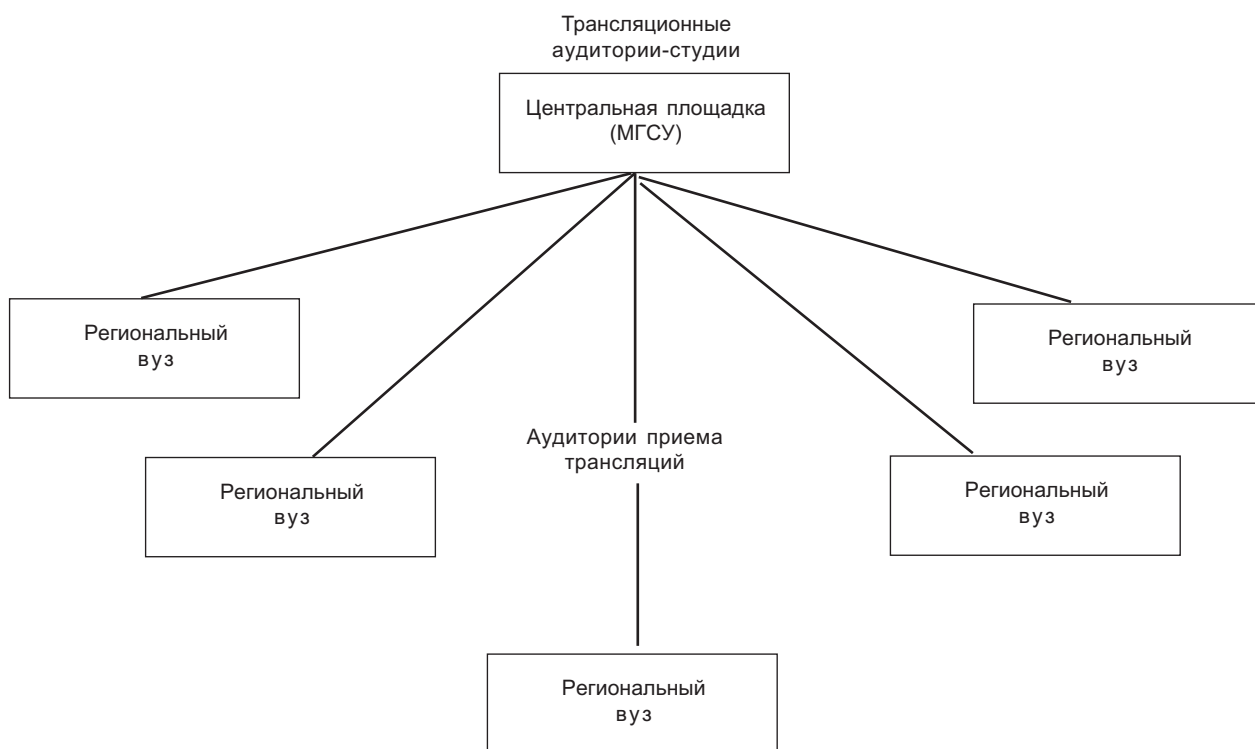 Трансляционные
аудитории-студии
Центральная площадка
(МГСУ)
Региональный
вуз
Региональный
вуз
Аудитории приема
трансляций
Региональный
вуз
Региональный
вуз
Региональный
вуз